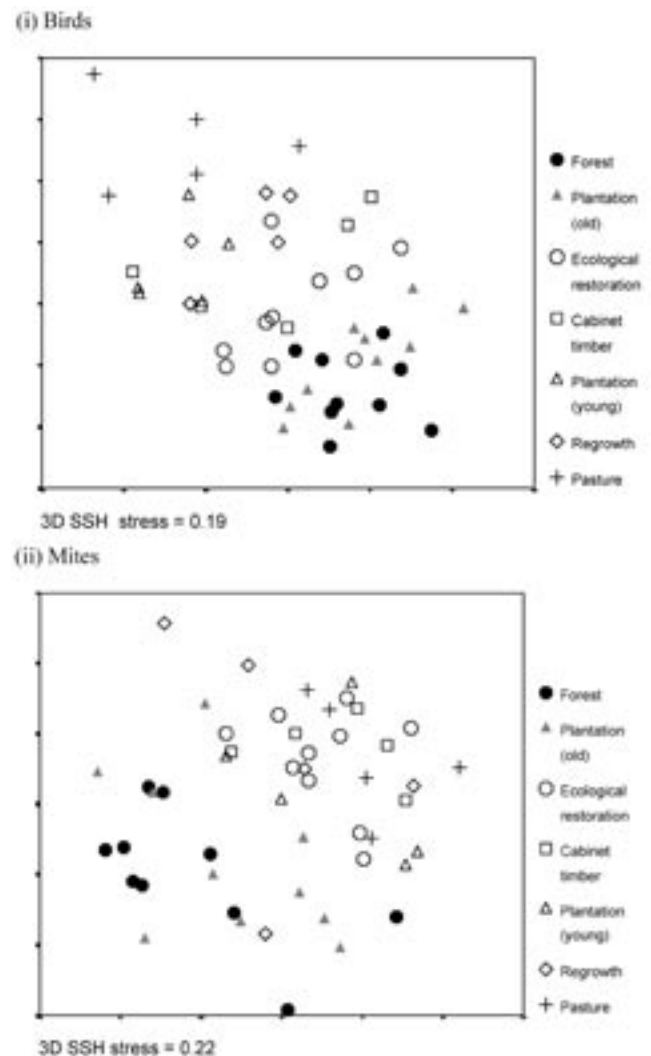 (i) Birds
Forest
Plantation
(old)
Ecological
restoration
Cabinet
timber
Plantation
(young)
Regrowth
Pasture
3D SSH stress = 0.19
(ii) Mites
Forest
Plantation
(old)
Ecological
restoration
Cabinet
timber
Plantation
(young)
Regrowth
Pasture
3D SSH stress = 0.22